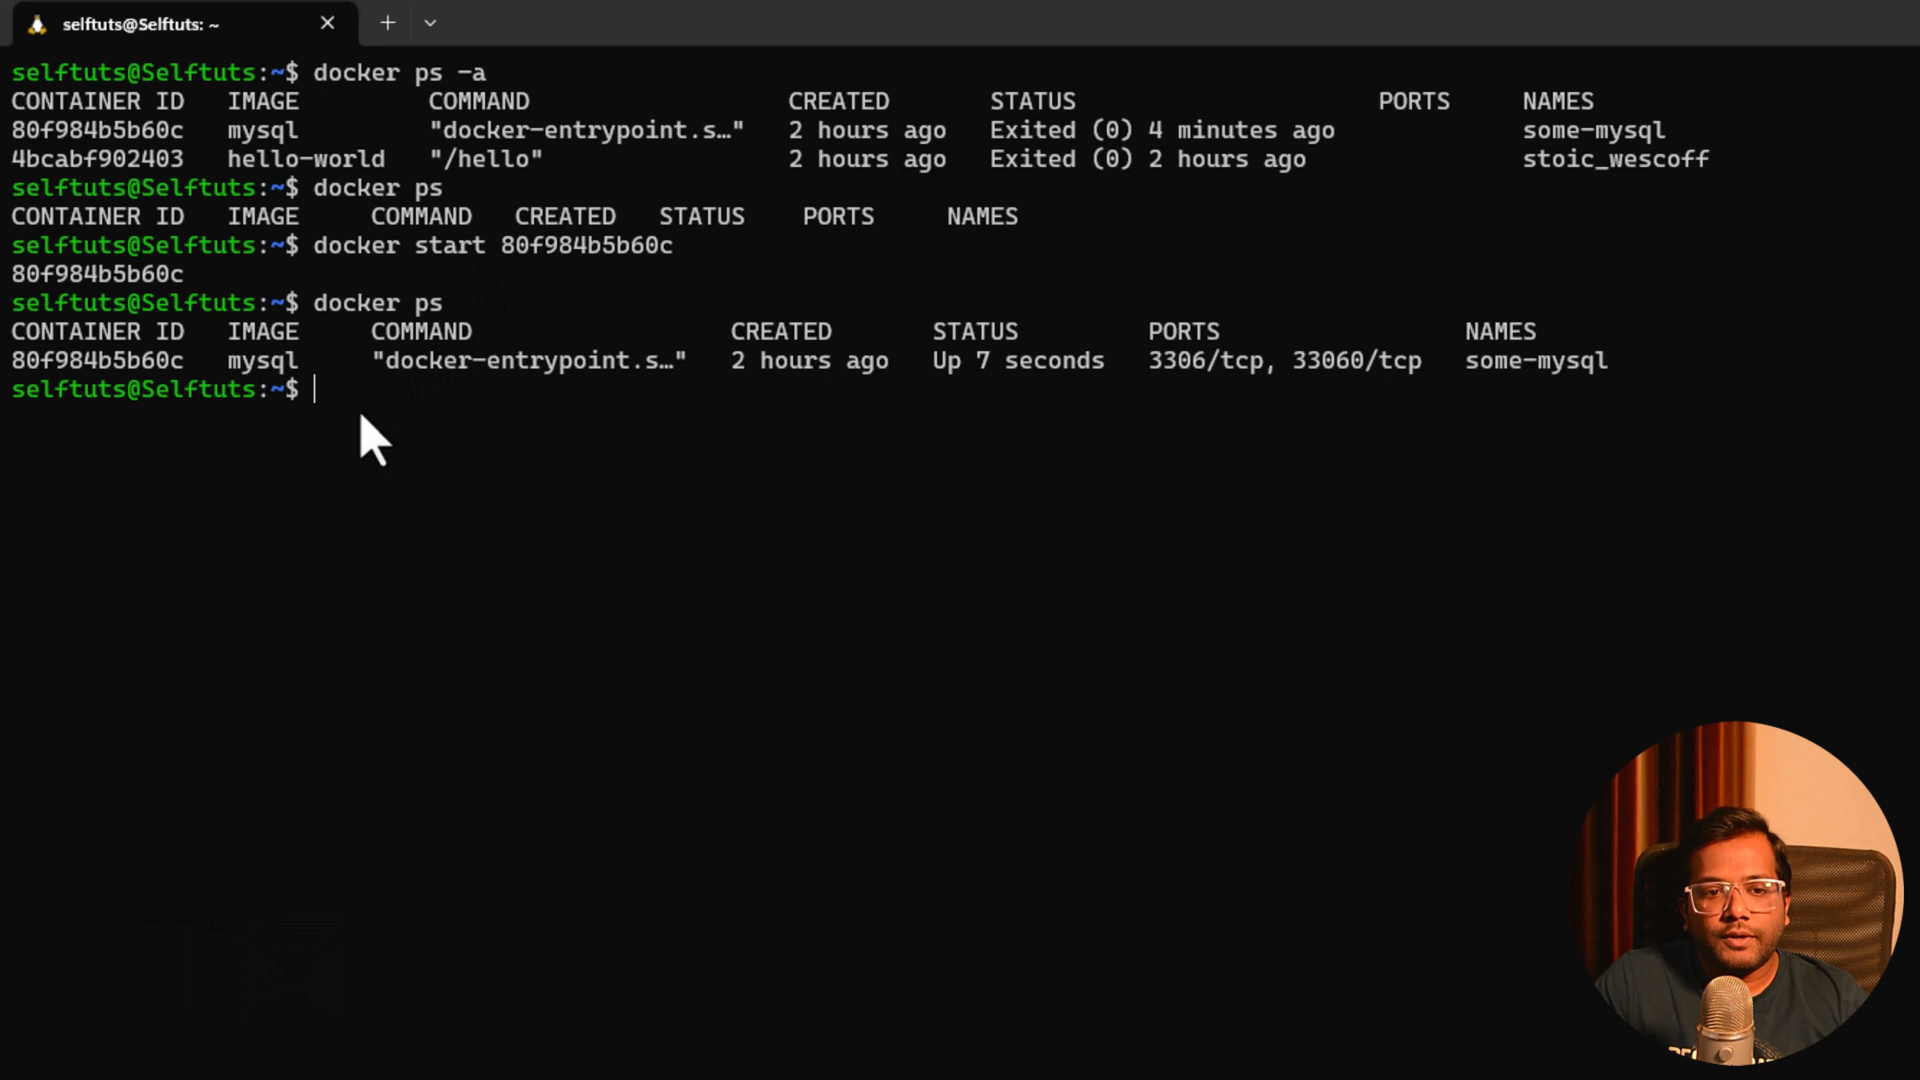 selftuts@Selftuts: ~
selftuts@Selftuts:~$ docker ps -a
CONTAINER ID IMAGE COMMAND CREATED STATUS PORTS NAMES
80f984b5b60c mysql "docker-entrypoint.s…" 2 hours ago Exited (0) 4 minutes ago some-mysql
4bcabf902403 hello-world "/hello" 2 hours ago Exited (0) 2 hours ago stoic_wescoff
selftuts@Selftuts:~$ docker ps
CONTAINER ID IMAGE COMMAND CREATED STATUS PORTS NAMES
selftuts@Selftuts:~$ docker start 80f984b5b60c
80f984b5b60c
selftuts@Selftuts:~$ docker ps
CONTAINER ID IMAGE COMMAND CREATED STATUS PORTS NAMES
80f984b5b60c mysql "docker-entrypoint.s…" 2 hours ago Up 7 seconds 3306/tcp, 33060/tcp some-mysql
selftuts@Selftuts:~$